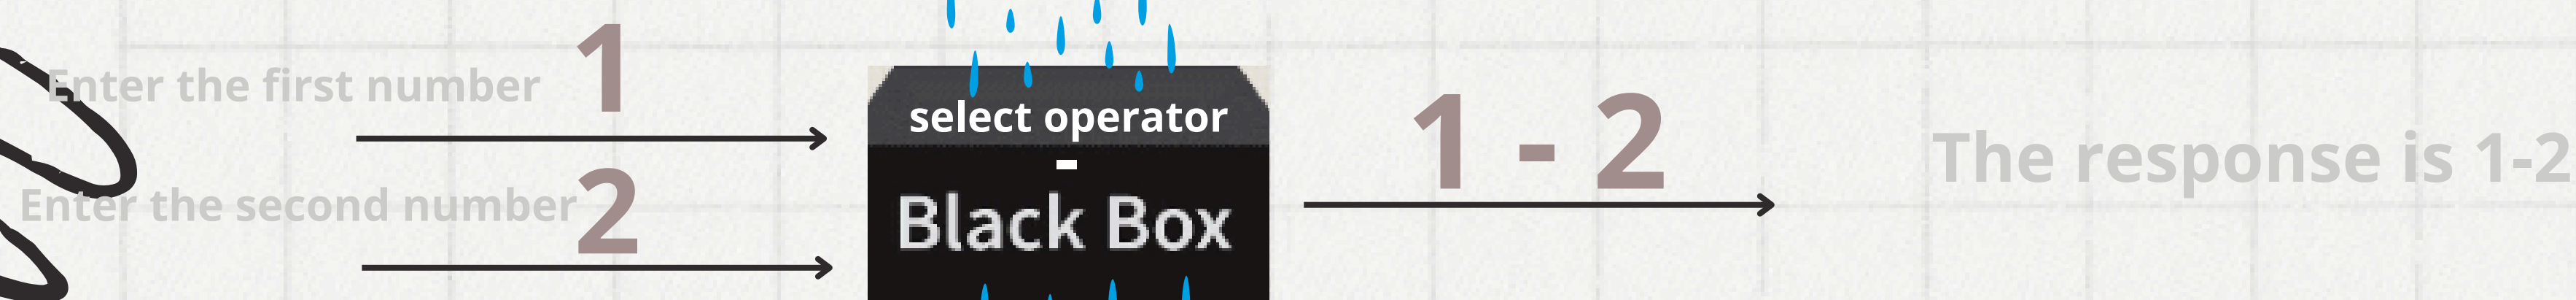 Enter the first number
1
Enter the second number
2
select operator
-
Black Box
1 - 2
The response is 1-2